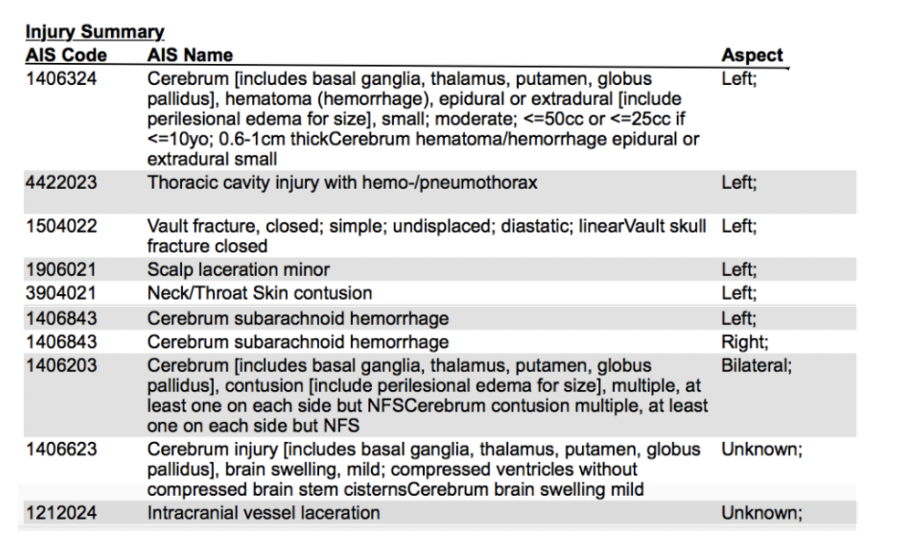 Injury Summary
AIS Code AIS Name Aspect
1406324 Cerebrum [includes basal ganglia, thalamus, putamen, globus Left;
pallidus], hematoma (hemorrhage), epidural or extradural [include
perilesional edema for size], small; moderate; <=50cc or <=25cc if
<=10yo; 0.6-1cm thickCerebrum hematoma/hemorrhage epidural or
extradural small
4422023 Thoracic cavity injury with hemo-/pneumothorax Left;
1504022 Vault fracture, closed; simple; undisplaced; diastatic; linearVault skull Left;
fracture closed
1906021 Scalp laceration minor Left;
3904021 Neck/Throat Skin contusion Left;
1406843 Cerebrum subarachnoid hemorrhage Left;
1406843 Cerebrum subarachnoid hemorrhage Right;
1406203 Cerebrum [includes basal ganglia, thalamus, putamen, globus Bilateral;
pallidus], contusion [include perilesional edema for size], multiple, at
least one on each side but NFSCerebrum contusion multiple, at least
one on each side but NFS
1406623 Cerebrum injury [includes basal ganglia, thalamus, putamen, globus Unknown;
pallidus], brain swelling, mild; compressed ventricles without
compressed brain stem cisternsCerebrum brain swelling mild
1212024 Intracranial vessel laceration Unknown;